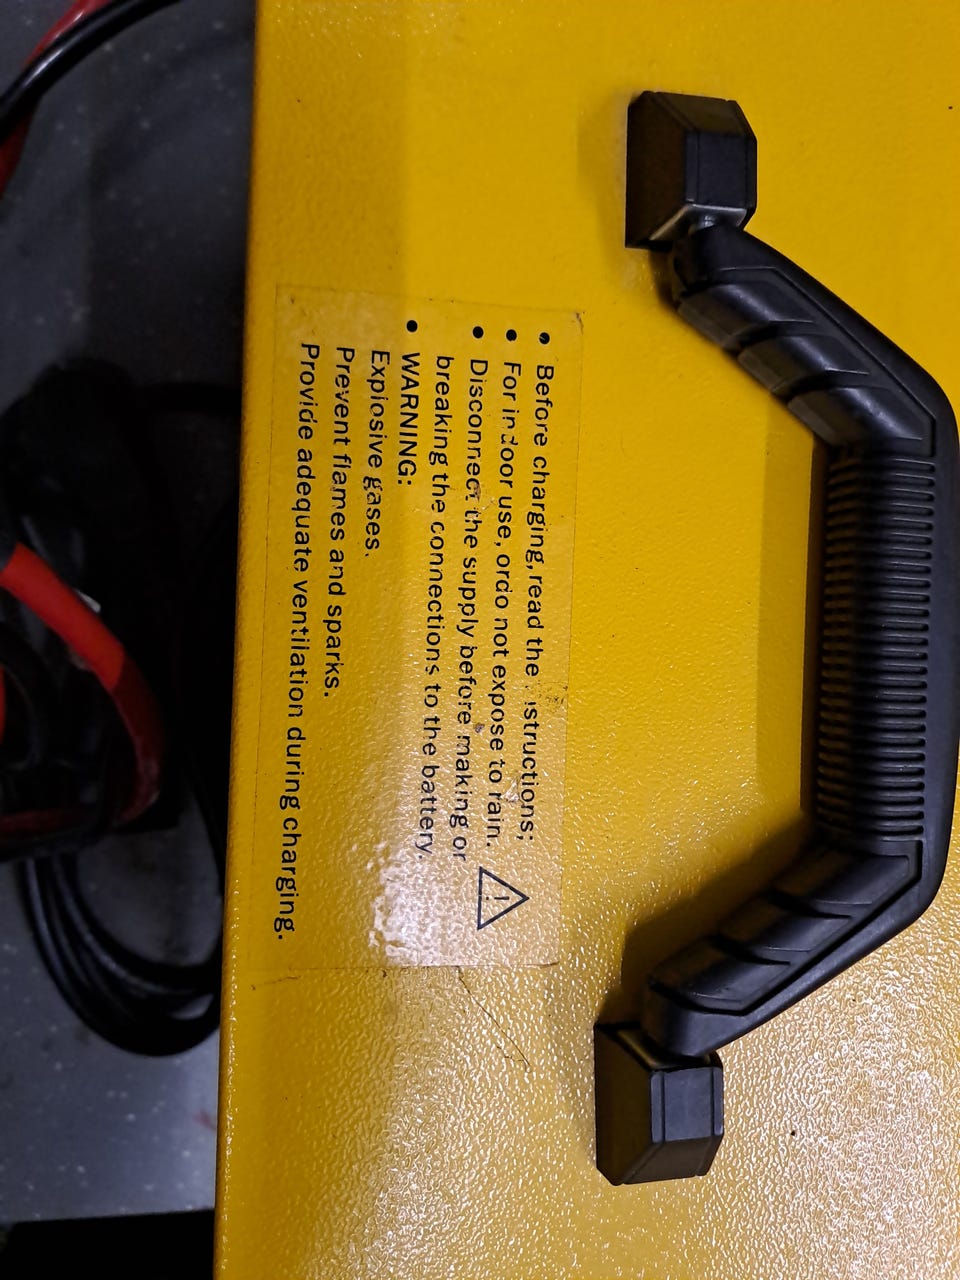 • Before charging, read the instructions;
• For indoor use, ordo not expose to rain.
• Disconnect the supply before making or
breaking the connections to the battery.
• WARNING:
Explosive gases.
Prevent flames and sparks.
Provide adequate ventilation during charging.